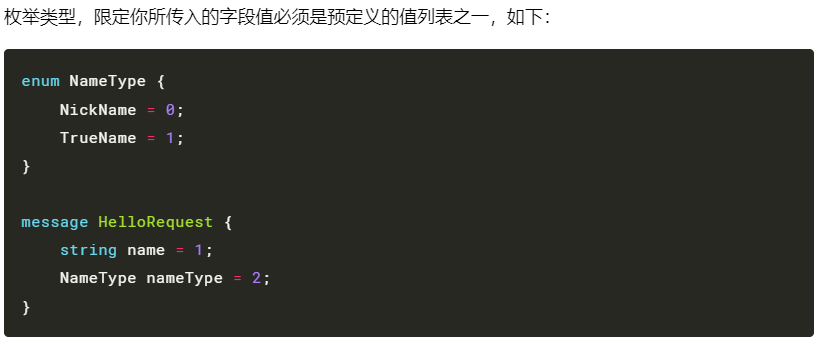 枚举类型，限定你所传入的字段值必须是预定义的值列表之一，如下：
enum NameType {
    NickName = 0;
    TrueName = 1;
}
message HelloRequest {
    string name = 1;
    NameType nameType = 2;
}